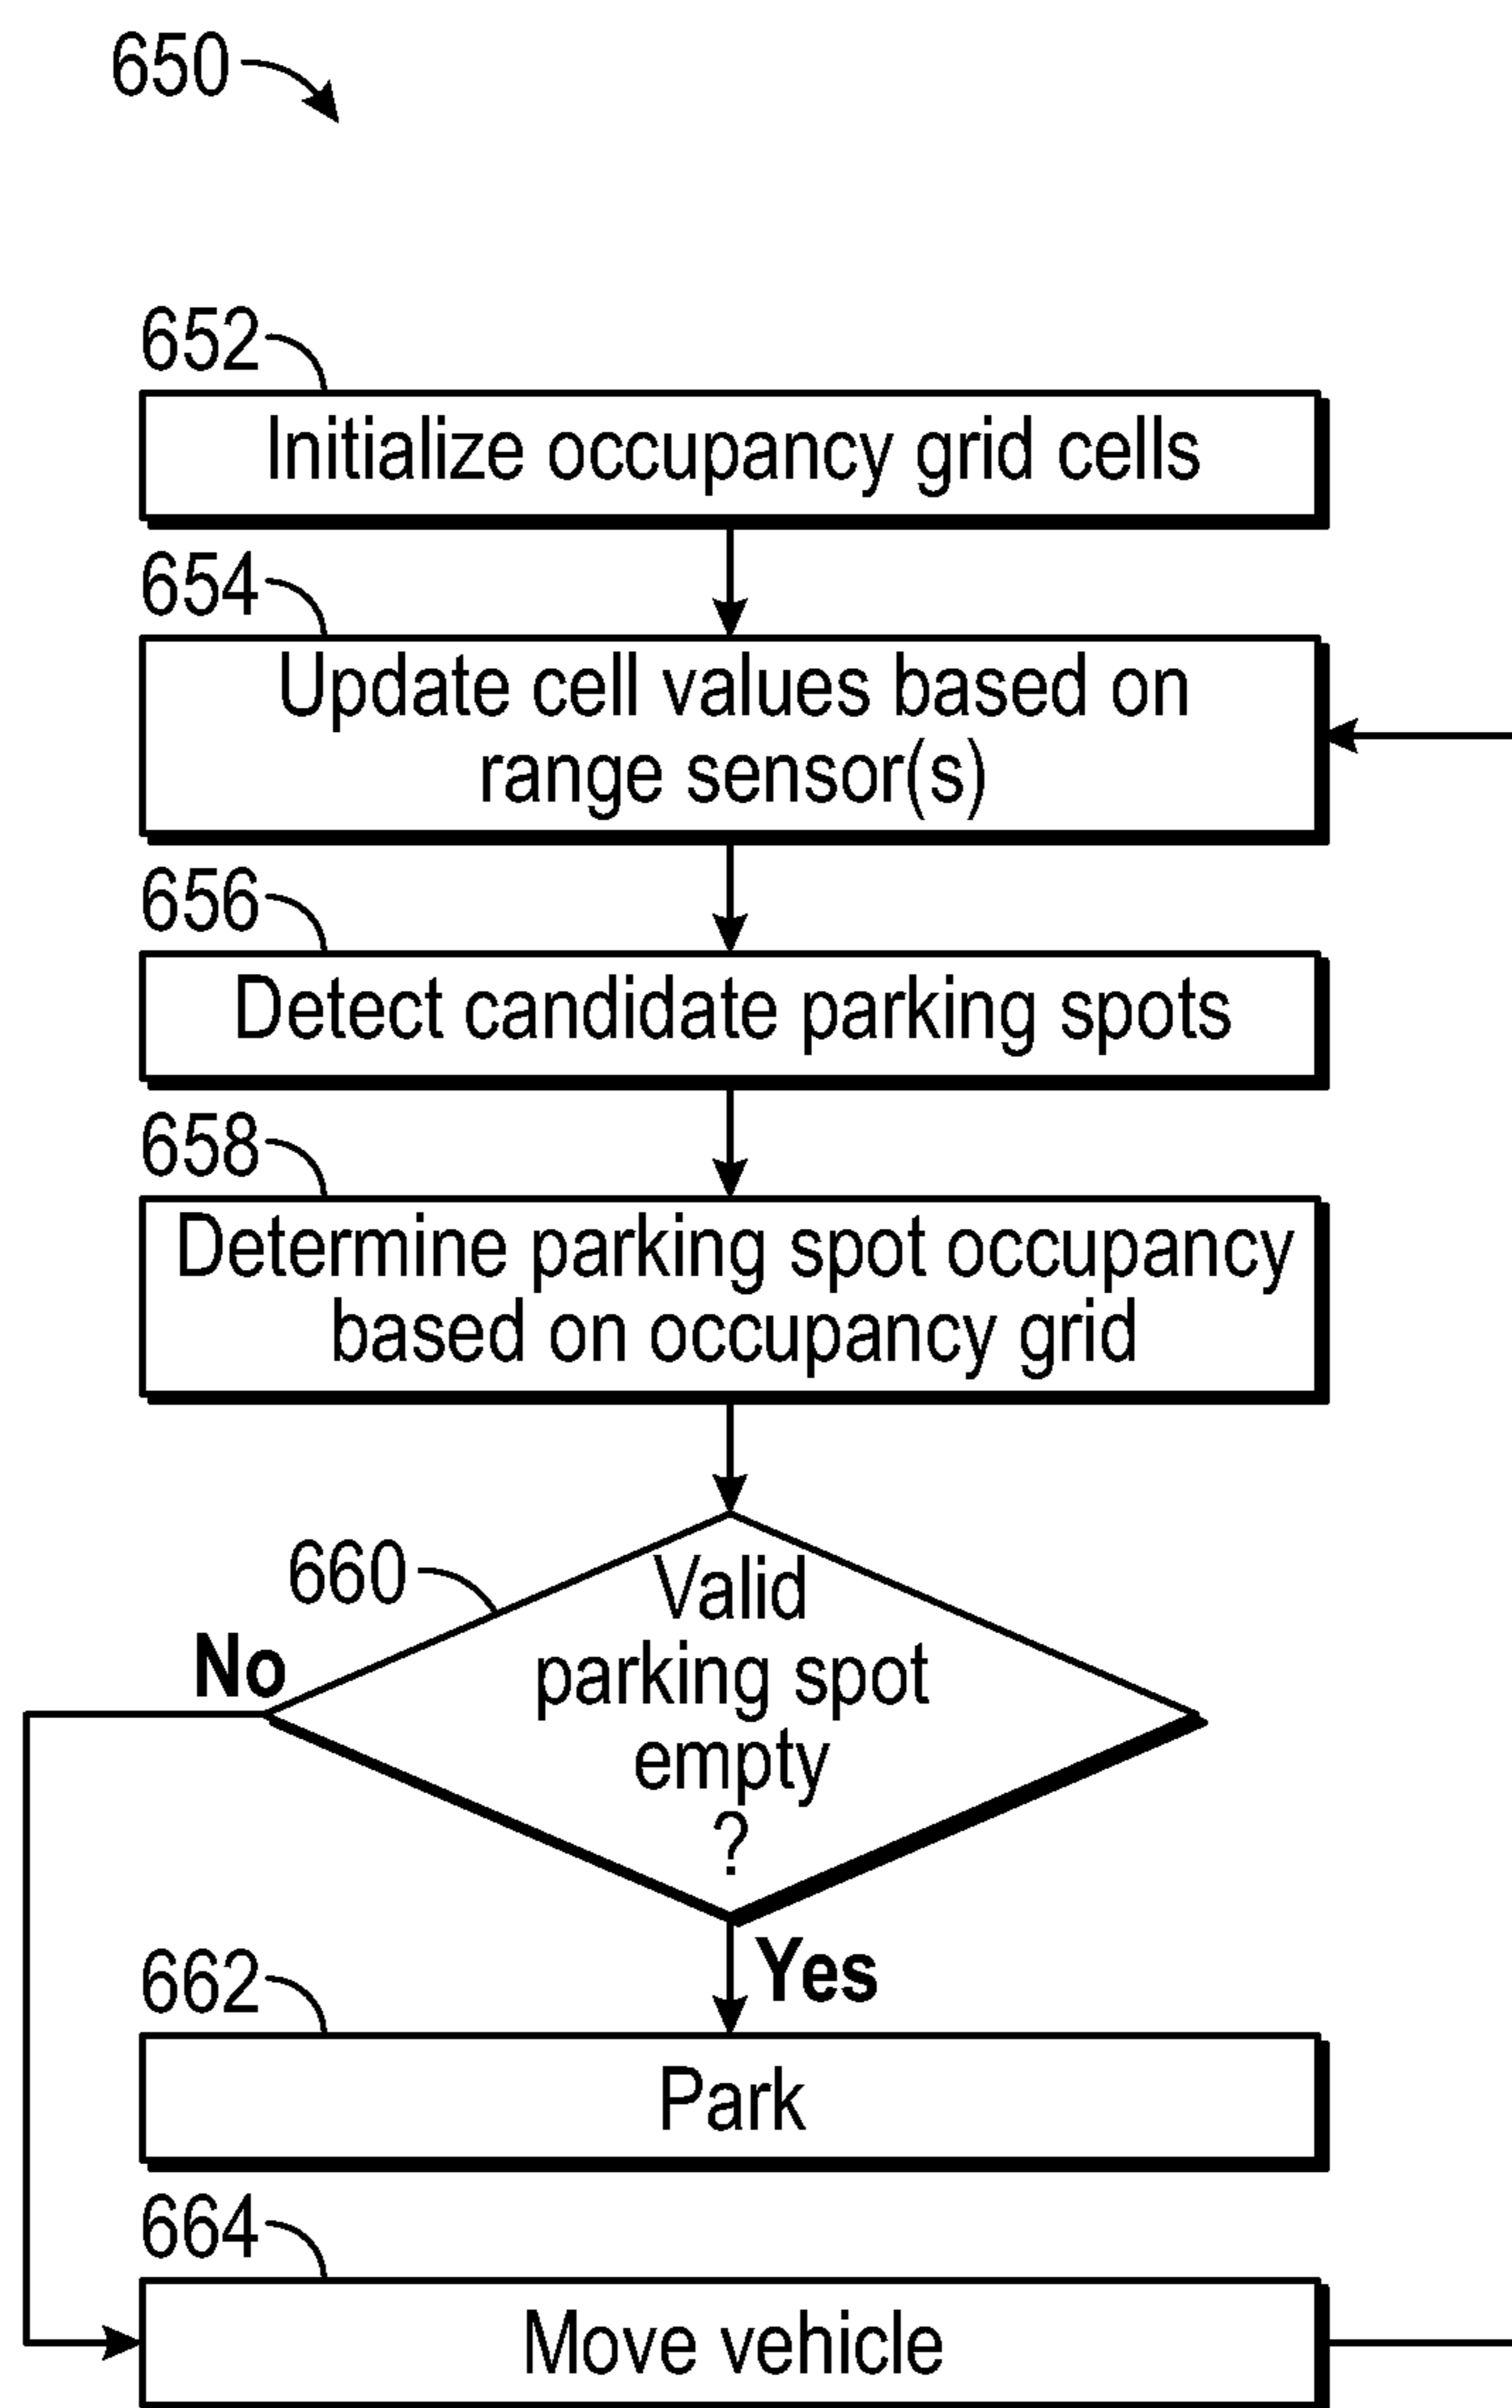 650
652
Initialize occupancy grid cells
654
Update cell values based on
range sensor(s)
656
Detect candidate parking spots
658
Determine parking spot occupancy
based on occupancy grid
660
Valid
parking spot
empty
?
No
Yes
662
Park
664
Move vehicle